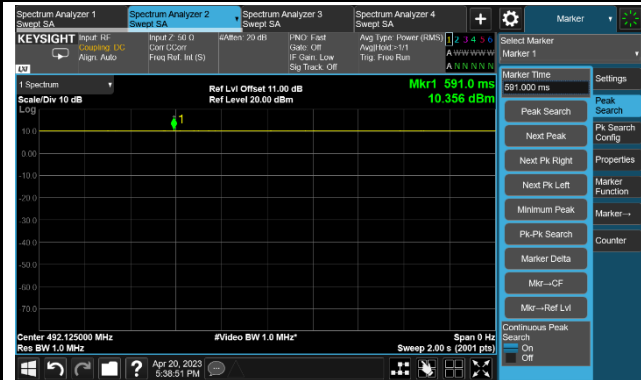 Spectrum Analyzer 1
Swept SA
Spectrum Analyzer 2
Swept SA
Spectrum Analyzer 3
Swept SA
Spectrum Analyzer 4
Swept SA
+
Marker
KEYSIGHT
Input: RF
Coupling: DC
Align: Auto
Input Z: 50 Ω
Corr CCorr
Freq Ref: Int (S)
#Atten: 20 dB
PNO: Fast
Gate: Off
IF Gain: Low
Sig Track: Off
Avg Type: Power (RMS)
Avg|Hold:>1/1
Trig: Free Run
1 2 3 4 5 6
A W W W W W
A N N N N N
LXI
Select Marker
Marker 1
1 Spectrum
Scale/Div 10 dB
Log
Ref Lvl Offset 11.00 dB
Ref Level 20.00 dBm
Mkr1 591.0 ms
10.356 dBm
1
10.0
0.00
-10.0
-20.0
-30.0
-40.0
-50.0
-60.0
-70.0
Center 492.125000 MHz
Res BW 1.0 MHz
#Video BW 1.0 MHz*
Span 0 Hz
Sweep 2.00 s (2001 pts)
Marker Time
591.000 ms
Peak Search
Next Peak
Next Pk Right
Next Pk Left
Minimum Peak
Pk-Pk Search
Marker Delta
Mkr→CF
Mkr→Ref Lvl
Continuous Peak
Search
On
Off
Settings
Peak
Search
Pk Search
Config
Properties
Marker
Function
Marker→
Counter
?
Apr 20, 2023
5:38:51 PM